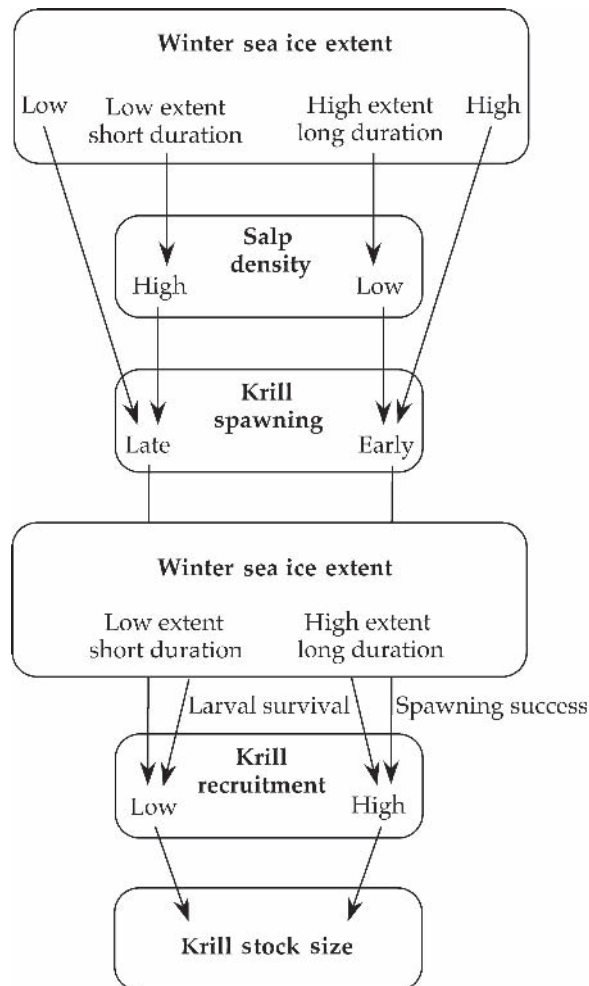 Winter sea ice extent
Low
Low extent
short duration
High extent
long duration
High
Salp
density
High
Low
Krill
spawning
Late
Early
Winter sea ice extent
Low extent
short duration
High extent
long duration
Larval survival
Spawning success
Krill
recruitment
Low
High
Krill stock size